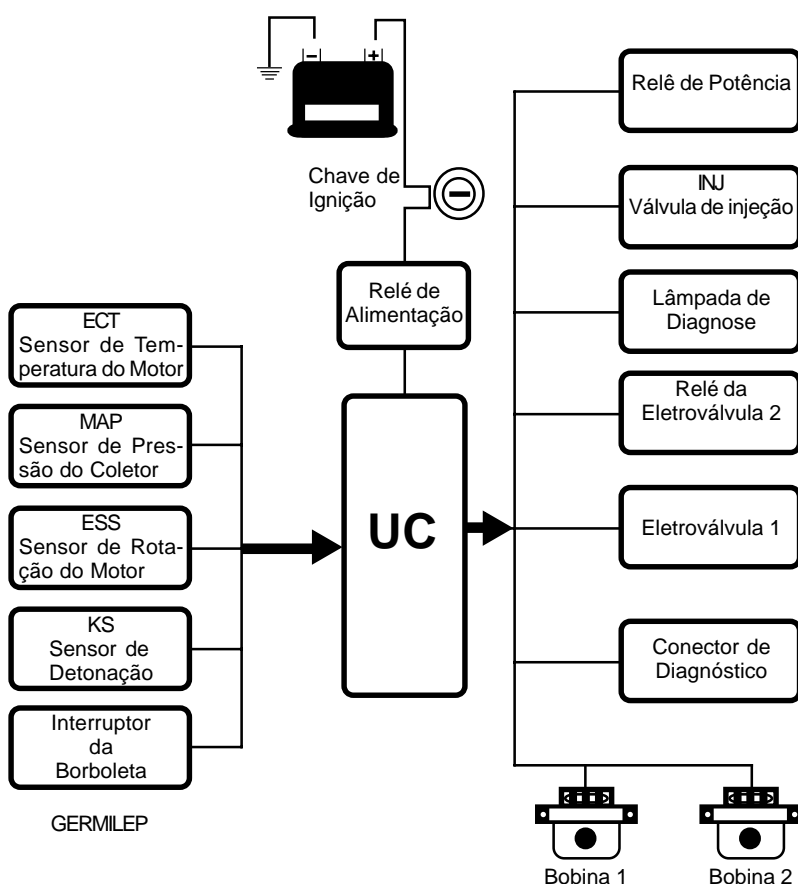 − +
Chave de
Ignição
Relé de
Alimentação
ECT
Sensor de Tem-
peratura do Motor
MAP
Sensor de Pres-
são do Coletor
ESS
Sensor de Rota-
ção do Motor
KS
Sensor de
Detonação
Interruptor
da
Borboleta
GERMILEP
UC
Relê de Potência
INJ
Válvula de injeção
Lâmpada de
Diagnose
Relé da
Eletroválvula 2
Eletroválvula 1
Conector de
Diagnóstico
Bobina 1
Bobina 2